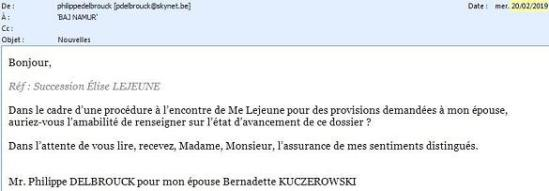 De : philippedelbrouck [pdelbrouck@skynet.be] Date : mer. 20/02/2019
À : 'BAJ NAMUR'
Cc :
Objet : Nouvelles
Bonjour,
Réf : Succession Élise LEJEUNE
Dans le cadre d'une procédure à l'encontre de Me Lejeune pour des provisions demandées à mon épouse,
auriez-vous l'amabilité de renseigner sur l'état d'avancement de ce dossier ?
Dans l'attente de vous lire, recevez, Madame, Monsieur, l'assurance de mes sentiments distingués.
Mr. Philippe DELBROUCK pour mon épouse Bernadette KUCZEROWSKI